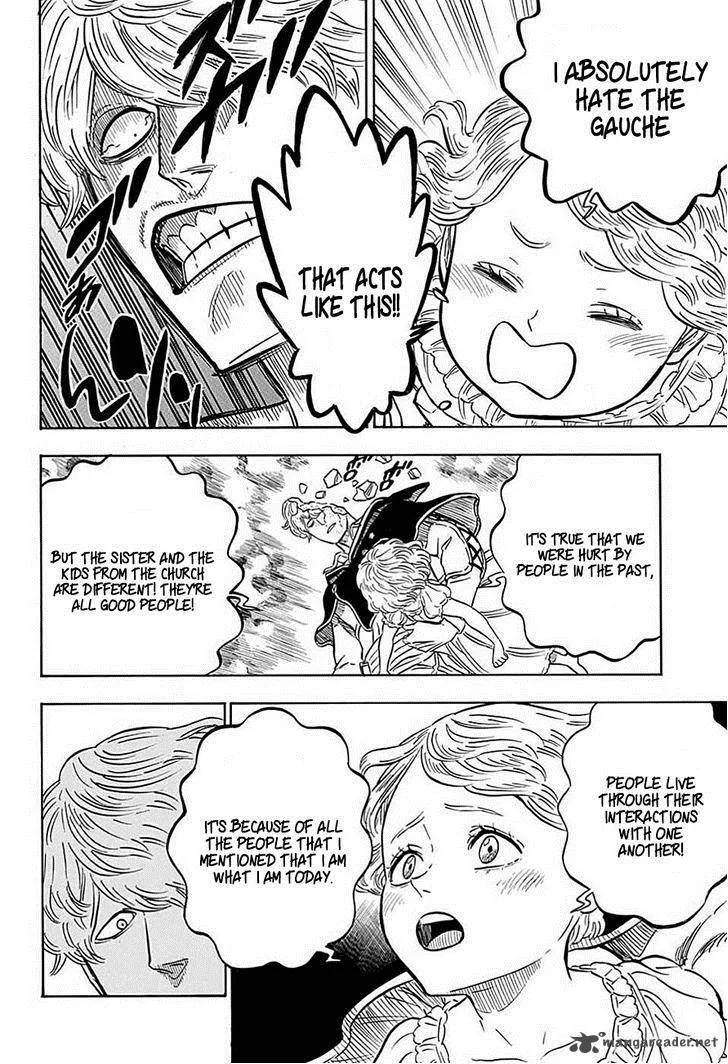 I ABSOLUTELY
HATE THE
GAUCHE
THAT ACTS
LIKE THIS!!
IT'S TRUE THAT WE
WERE HURT BY
PEOPLE IN THE PAST,
BUT THE SISTER AND THE
KIDS FROM THE CHURCH
ARE DIFFERENT! THEY'RE
ALL GOOD PEOPLE!
PEOPLE LIVE
THROUGH THEIR
INTERACTIONS
WITH ONE
ANOTHER!
IT'S BECAUSE OF ALL
THE PEOPLE THAT I
MENTIONED THAT I AM
WHAT I AM TODAY.
mangareader.net